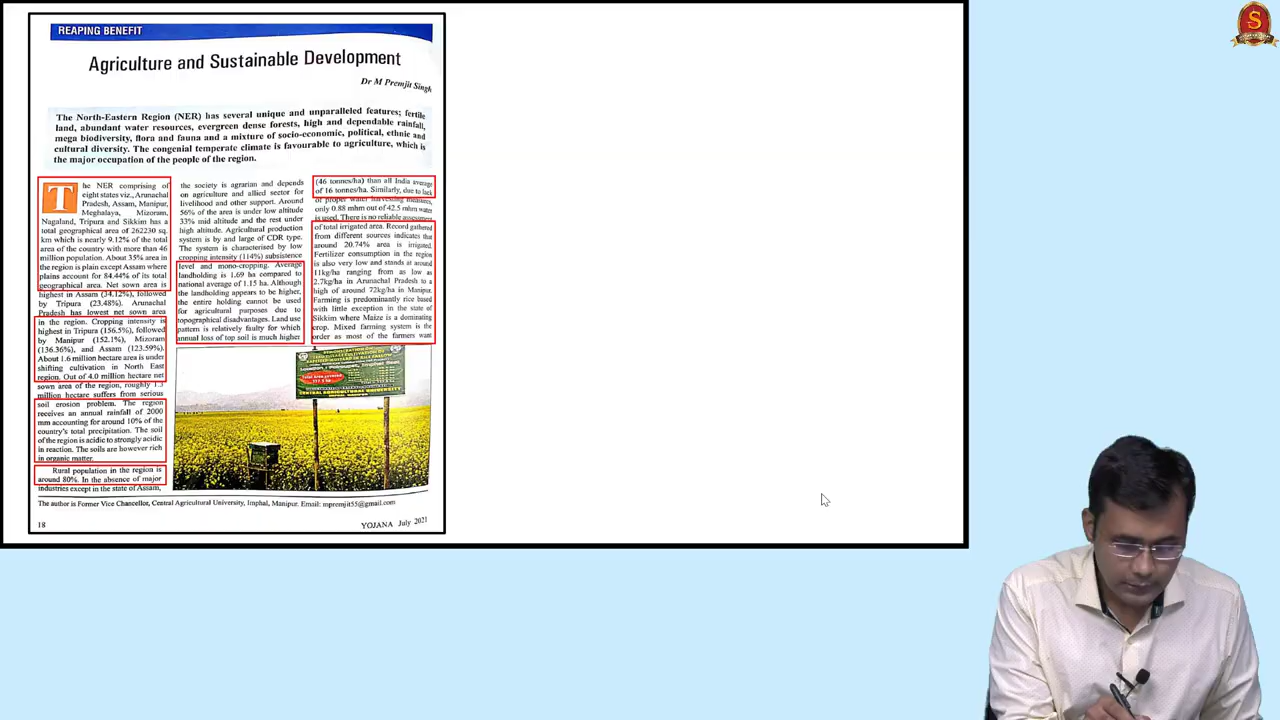 REAPING BENEFIT
Agriculture and Sustainable Development
Dr M Premjit Singh
The North-Eastern Region (NER) has several unique and unparalleled features; fertile
land, abundant water resources, evergreen dense forests, high and dependable rainfall,
mega biodiversity, flora and fauna and a mixture of socio-economic, political, ethnic and
cultural diversity. The congenial temperate climate is favourable to agriculture, which is
the major occupation of the people of the region.
The NER comprising of
eight states viz., Arunachal
Pradesh, Assam, Manipur,
Meghalaya, Mizoram,
Nagaland, Tripura and Sikkim has a
total geographical area of 262230 sq.
km which is nearly 9.12% of the total
area of the country with more than 46
million population. About 35% area in
the region is plain except Assam where
plains account for 84.44% of its total
geographical area. Net sown area is
highest in Assam (34.12%), followed
by Tripura (23.48%). Arunachal
Pradesh has lowest net sown area
in the region. Cropping intensity is
highest in Tripura (156.5%), followed
by Manipur (152.1%), Mizoram
(136.36%), and Assam (123.59%).
About 1.6 million hectare area is under
shifting cultivation in North East
region. Out of 4.0 million hectare net
sown area of the region, roughly 1.3
million hectare suffers from serious
soil erosion problem. The region
receives an annual rainfall of 2000
mm accounting for around 10% of the
country's total precipitation. The soil
of the region is acidic to strongly acidic
in reaction. The soils are however rich
in organic matter.
Rural population in the region is
around 80%. In the absence of major
industries except in the state of Assam,
the society is agrarian and depends
on agriculture and allied sector for
livelihood and other support. Around
56% of the area is under low altitude
33% mid altitude and the rest under
high altitude. Agricultural production
system is by and large of CDR type.
The system is characterised by low
cropping intensity (114%) subsistence
level and mono-cropping. Average
landholding is 1.69 ha compared to
national average of 1.15 ha. Although
the landholding appears to be higher,
the entire holding cannot be used
for agricultural purposes due to
topographical disadvantages. Land use
pattern is relatively faulty for which
annual loss of top soil is much higher
(46 tonnes/ha) than all India average
of 16 tonnes/ha. Similarly, due to lack
of proper water harvesting measures,
only 0.88 mhm out of 42.5 mhm water
is used. There is no reliable assessment
of total irrigated area. Record gathered
from different sources indicates that
around 20.74% area is irrigated.
Fertilizer consumption in the region
is also very low and stands at around
11kg/ha ranging from as low as
2.7kg/ha in Arunachal Pradesh to a
high of around 72kg/ha in Manipur.
Farming is predominantly rice based
with little exception in the state of
Sikkim where Maize is a dominating
crop. Mixed farming system is the
order as most of the farmers want
CENTRAL AGRICULTURAL UNIVERSITY
The author is Former Vice Chancellor, Central Agricultural University, Imphal, Manipur. Email: mpremjit55@gmail.com
18
YOJANA July 2021
S